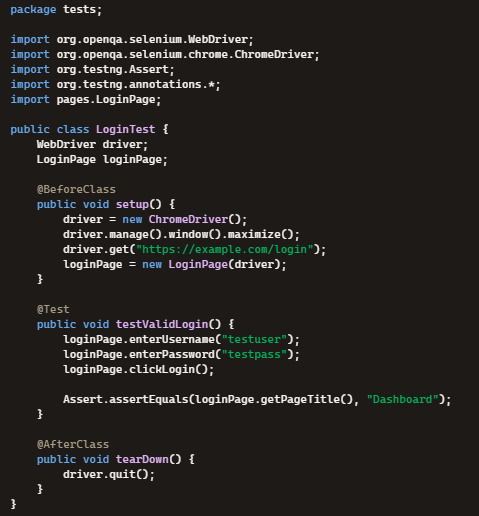 package tests;

import org.openqa.selenium.WebDriver;
import org.openqa.selenium.chrome.ChromeDriver;
import org.testng.Assert;
import org.testng.annotations.*;
import pages.LoginPage;

public class LoginTest {
    WebDriver driver;
    LoginPage loginPage;

    @BeforeClass
    public void setup() {
        driver = new ChromeDriver();
        driver.manage().window().maximize();
        driver.get("https://example.com/login");
        loginPage = new LoginPage(driver);
    }

    @Test
    public void testValidLogin() {
        loginPage.enterUsername("testuser");
        loginPage.enterPassword("testpass");
        loginPage.clickLogin();

        Assert.assertEquals(loginPage.getPageTitle(), "Dashboard");
    }

    @AfterClass
    public void tearDown() {
        driver.quit();
    }
}